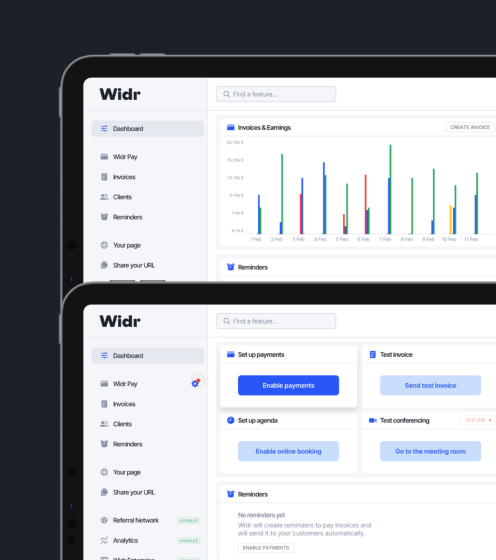 Widr
Find a feature...
Dashboard
Invoices & Earnings
CREATE INVOICE
Widr Pay
Invoices
Clients
Reminders
Your page
Share your URL
20-35k €
15-20k €
10-15k €
5-10k €
1-5k €
0-1k €
1 Feb 2 Feb 3 Feb 4 Feb 5 Feb 6 Feb 7 Feb 8 Feb 9 Feb 10 Feb 11 Feb
Reminders
Widr
Find a feature...
Dashboard
Widr Pay
Invoices
Clients
Reminders
Your page
Share your URL
Referral Network UPGRADE
Analytics UPGRADE
Set up payments
Enable payments
Test invoice
Send test invoice
Set up agenda
Enable online booking
Test conferencing
OFFLINE
Go to the meeting room
Reminders
No reminders yet
Widr will create reminders to pay invoices and
will send it to your customers automatically.
ENABLE PAYMENTS